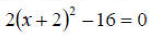 2(x+2)² −16 = 0